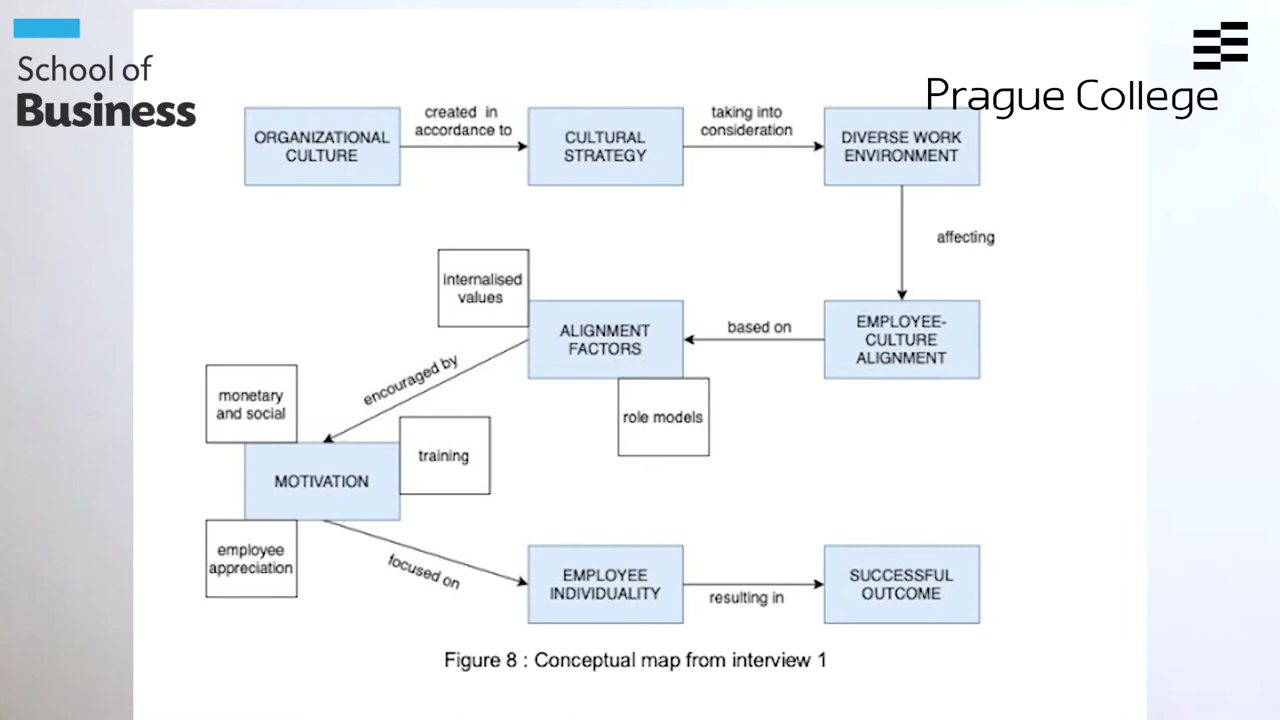 School of
Business
Prague College
ORGANIZATIONAL
CULTURE
created in
accordance to
CULTURAL
STRATEGY
taking into
consideration
DIVERSE WORK
ENVIRONMENT
affecting
EMPLOYEE-
CULTURE
ALIGNMENT
based on
ALIGNMENT
FACTORS
internalised
values
role models
encouraged by
MOTIVATION
monetary
and social
training
employee
appreciation
focused on
EMPLOYEE
INDIVIDUALITY
resulting in
SUCCESSFUL
OUTCOME
Figure 8 : Conceptual map from interview 1